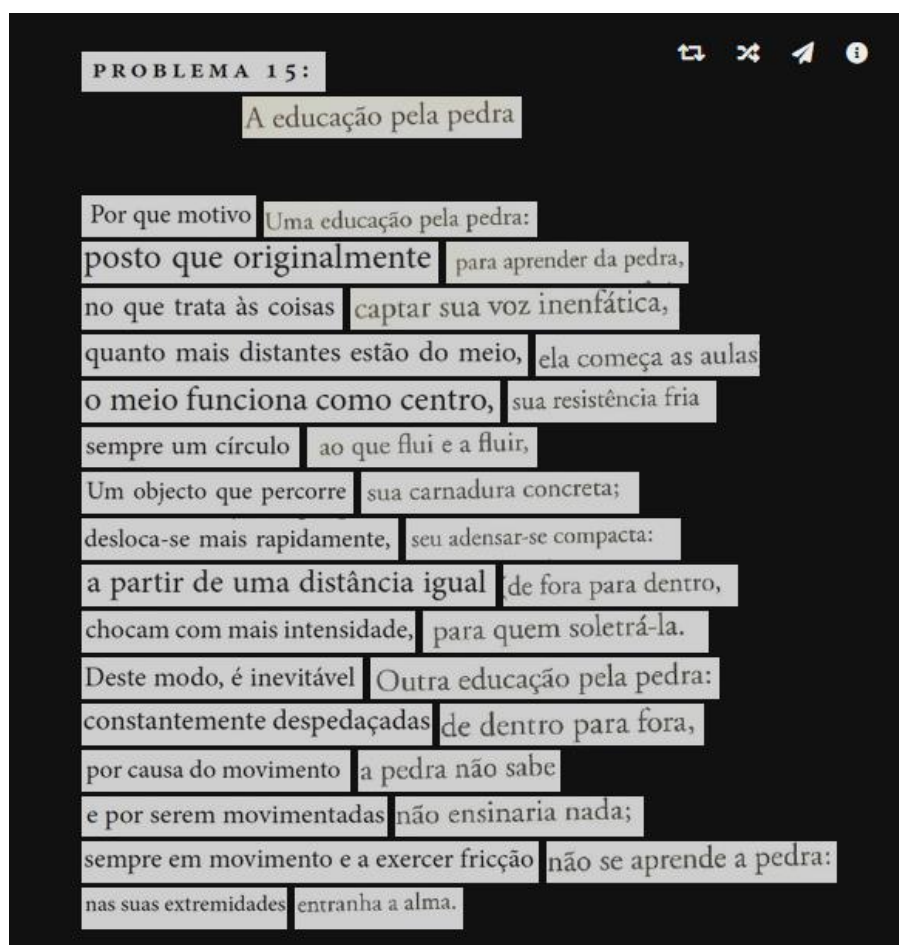 PROBLEMA 15:
A educação pela pedra
Por que motivo Uma educação pela pedra:
posto que originalmente para aprender da pedra,
no que trata às coisas captar sua voz inenfática,
quanto mais distantes estão do meio, ela começa as aulas
o meio funciona como centro, sua resistência fria
sempre um círculo ao que flui e a fluir,
Um objecto que percorre sua carnadura concreta;
desloca-se mais rapidamente, seu adensar-se compacta:
a partir de uma distância igual (de fora para dentro,
chocam com mais intensidade, para quem soletrá-la.
Deste modo, é inevitável Outra educação pela pedra:
constantemente despedaçadas de dentro para fora,
por causa do movimento a pedra não sabe
e por serem movimentadas não ensinaria nada;
sempre em movimento e a exercer fricção não se aprende a pedra:
nas suas extremidades entranha a alma.